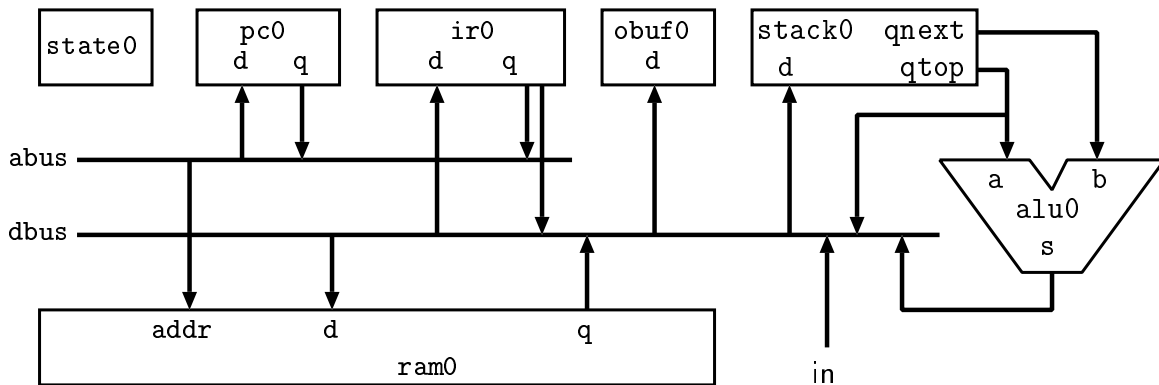 state0
pc0
d q
ir0
d q
obuf0
d
stack0 qnext
d qtop
abus
dbus
a b
alu0
s
addr d q
ram0
in